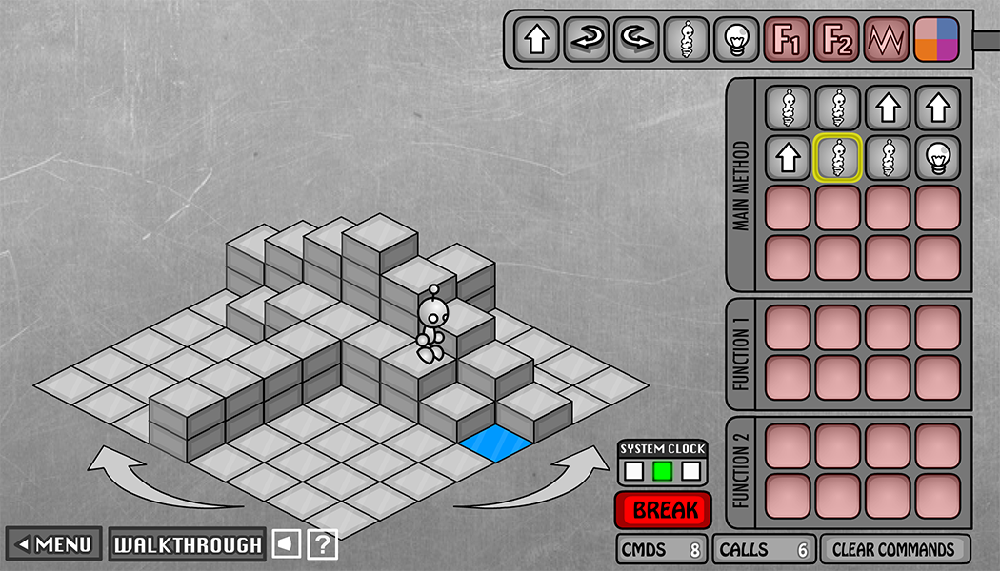 F1 F2
MAIN METHOD
FUNCTION 1
FUNCTION 2
SYSTEM CLOCK
BREAK
MENU WALKTHROUGH ?
CMDS 8 CALLS 6 CLEAR COMMANDS